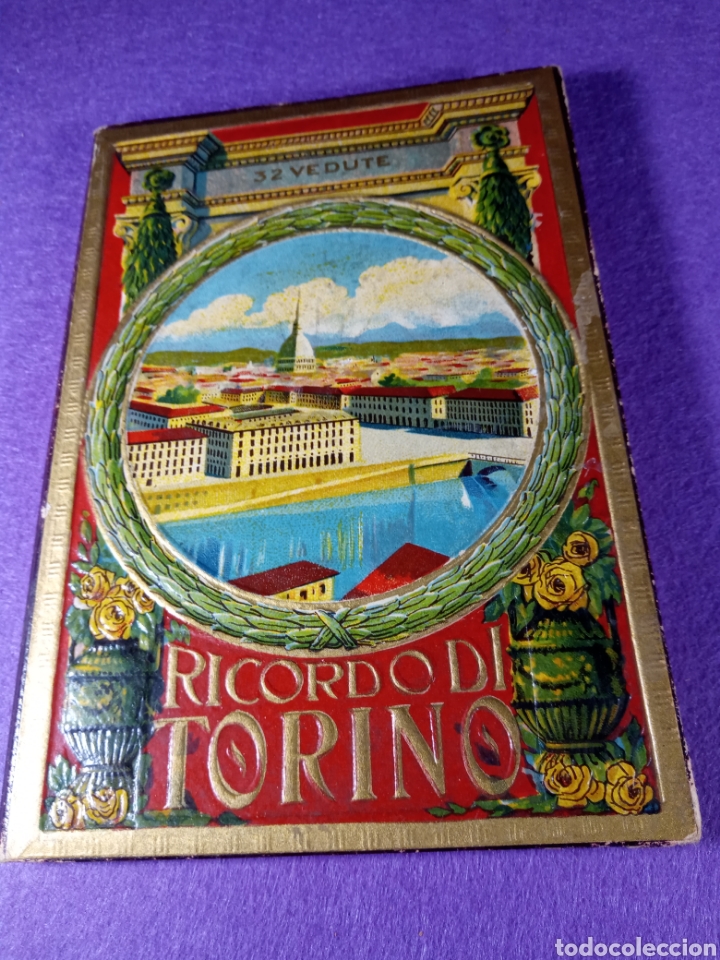 32 VEDUTE
RICORDO DI
TORINO
todocoleccion